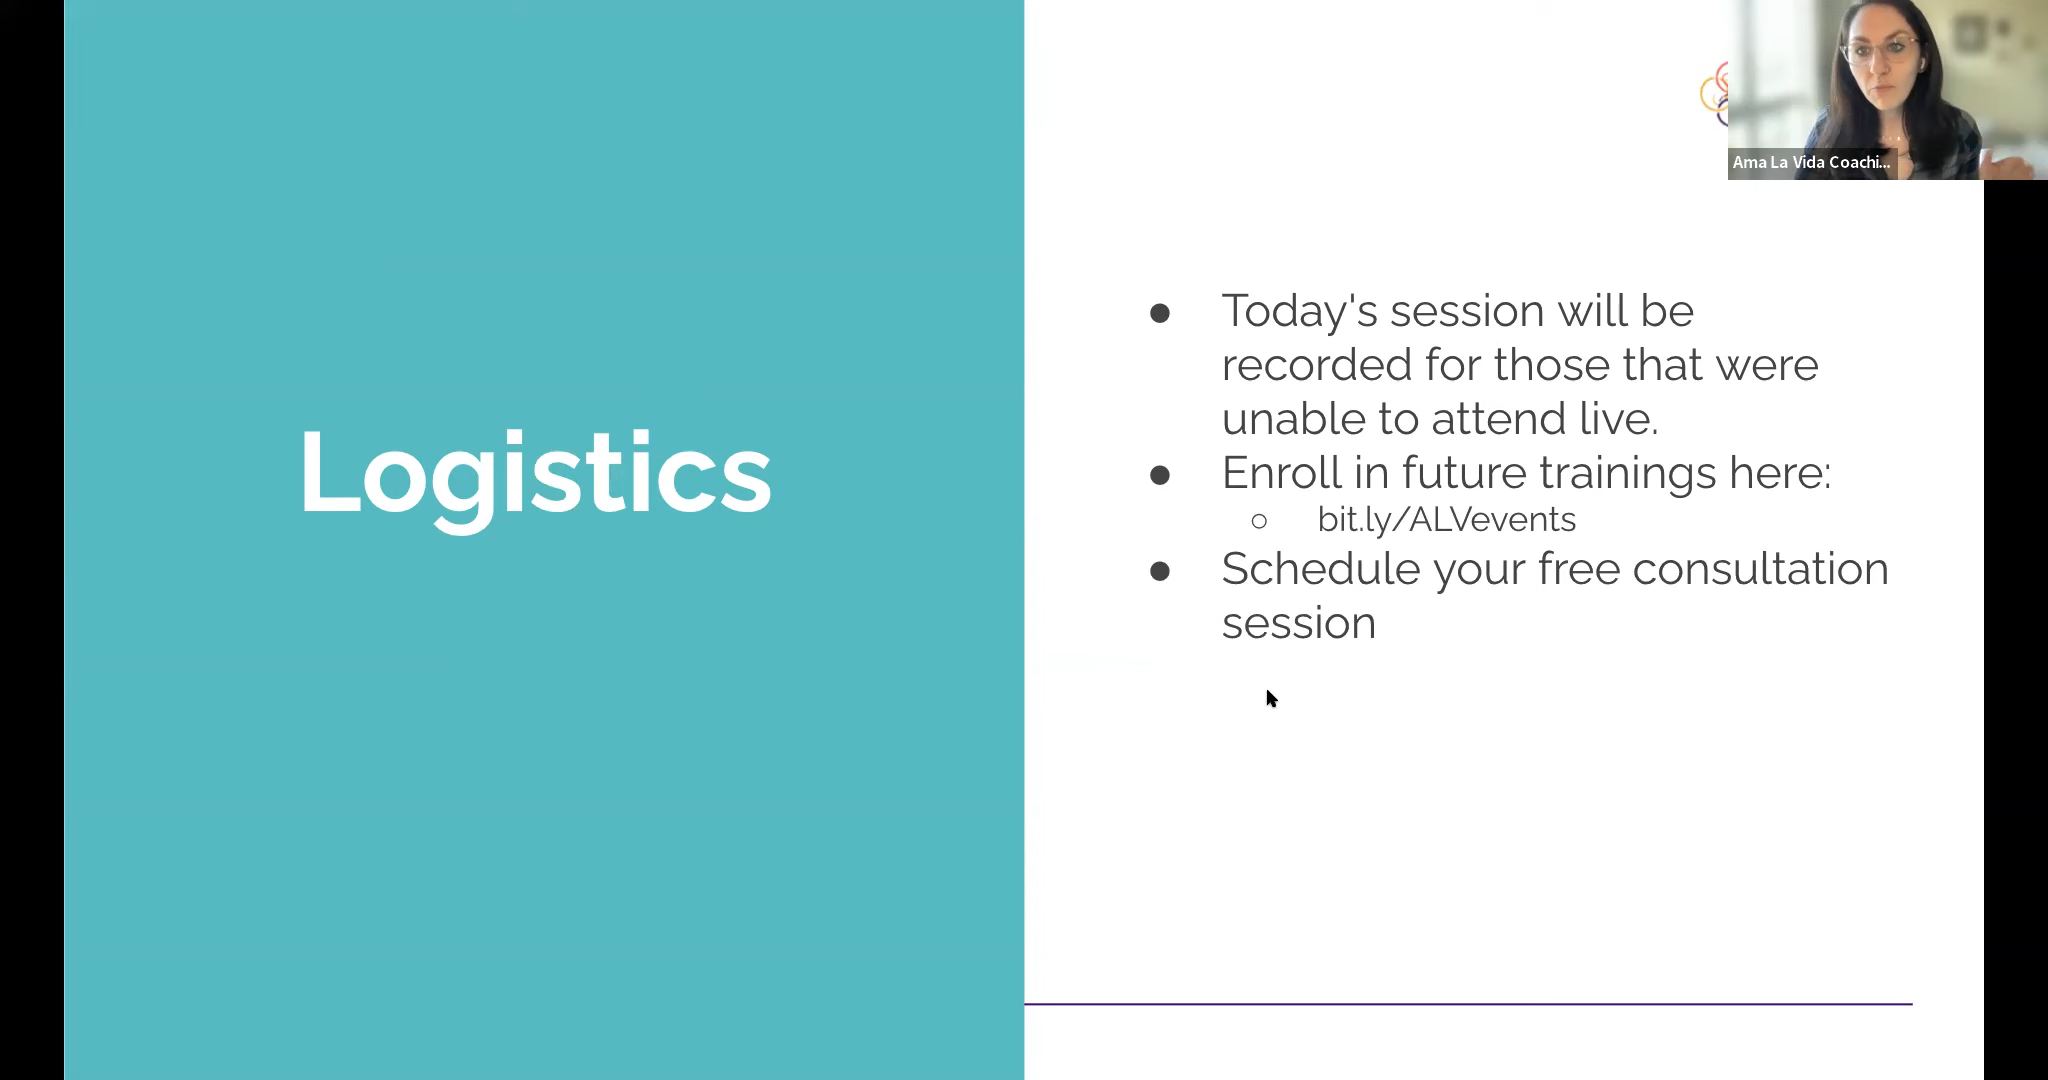 Ama La Vida Coachi...
Logistics
● Today's session will be
recorded for those that were
unable to attend live.
● Enroll in future trainings here:
○ bit.ly/ALVevents
● Schedule your free consultation
session